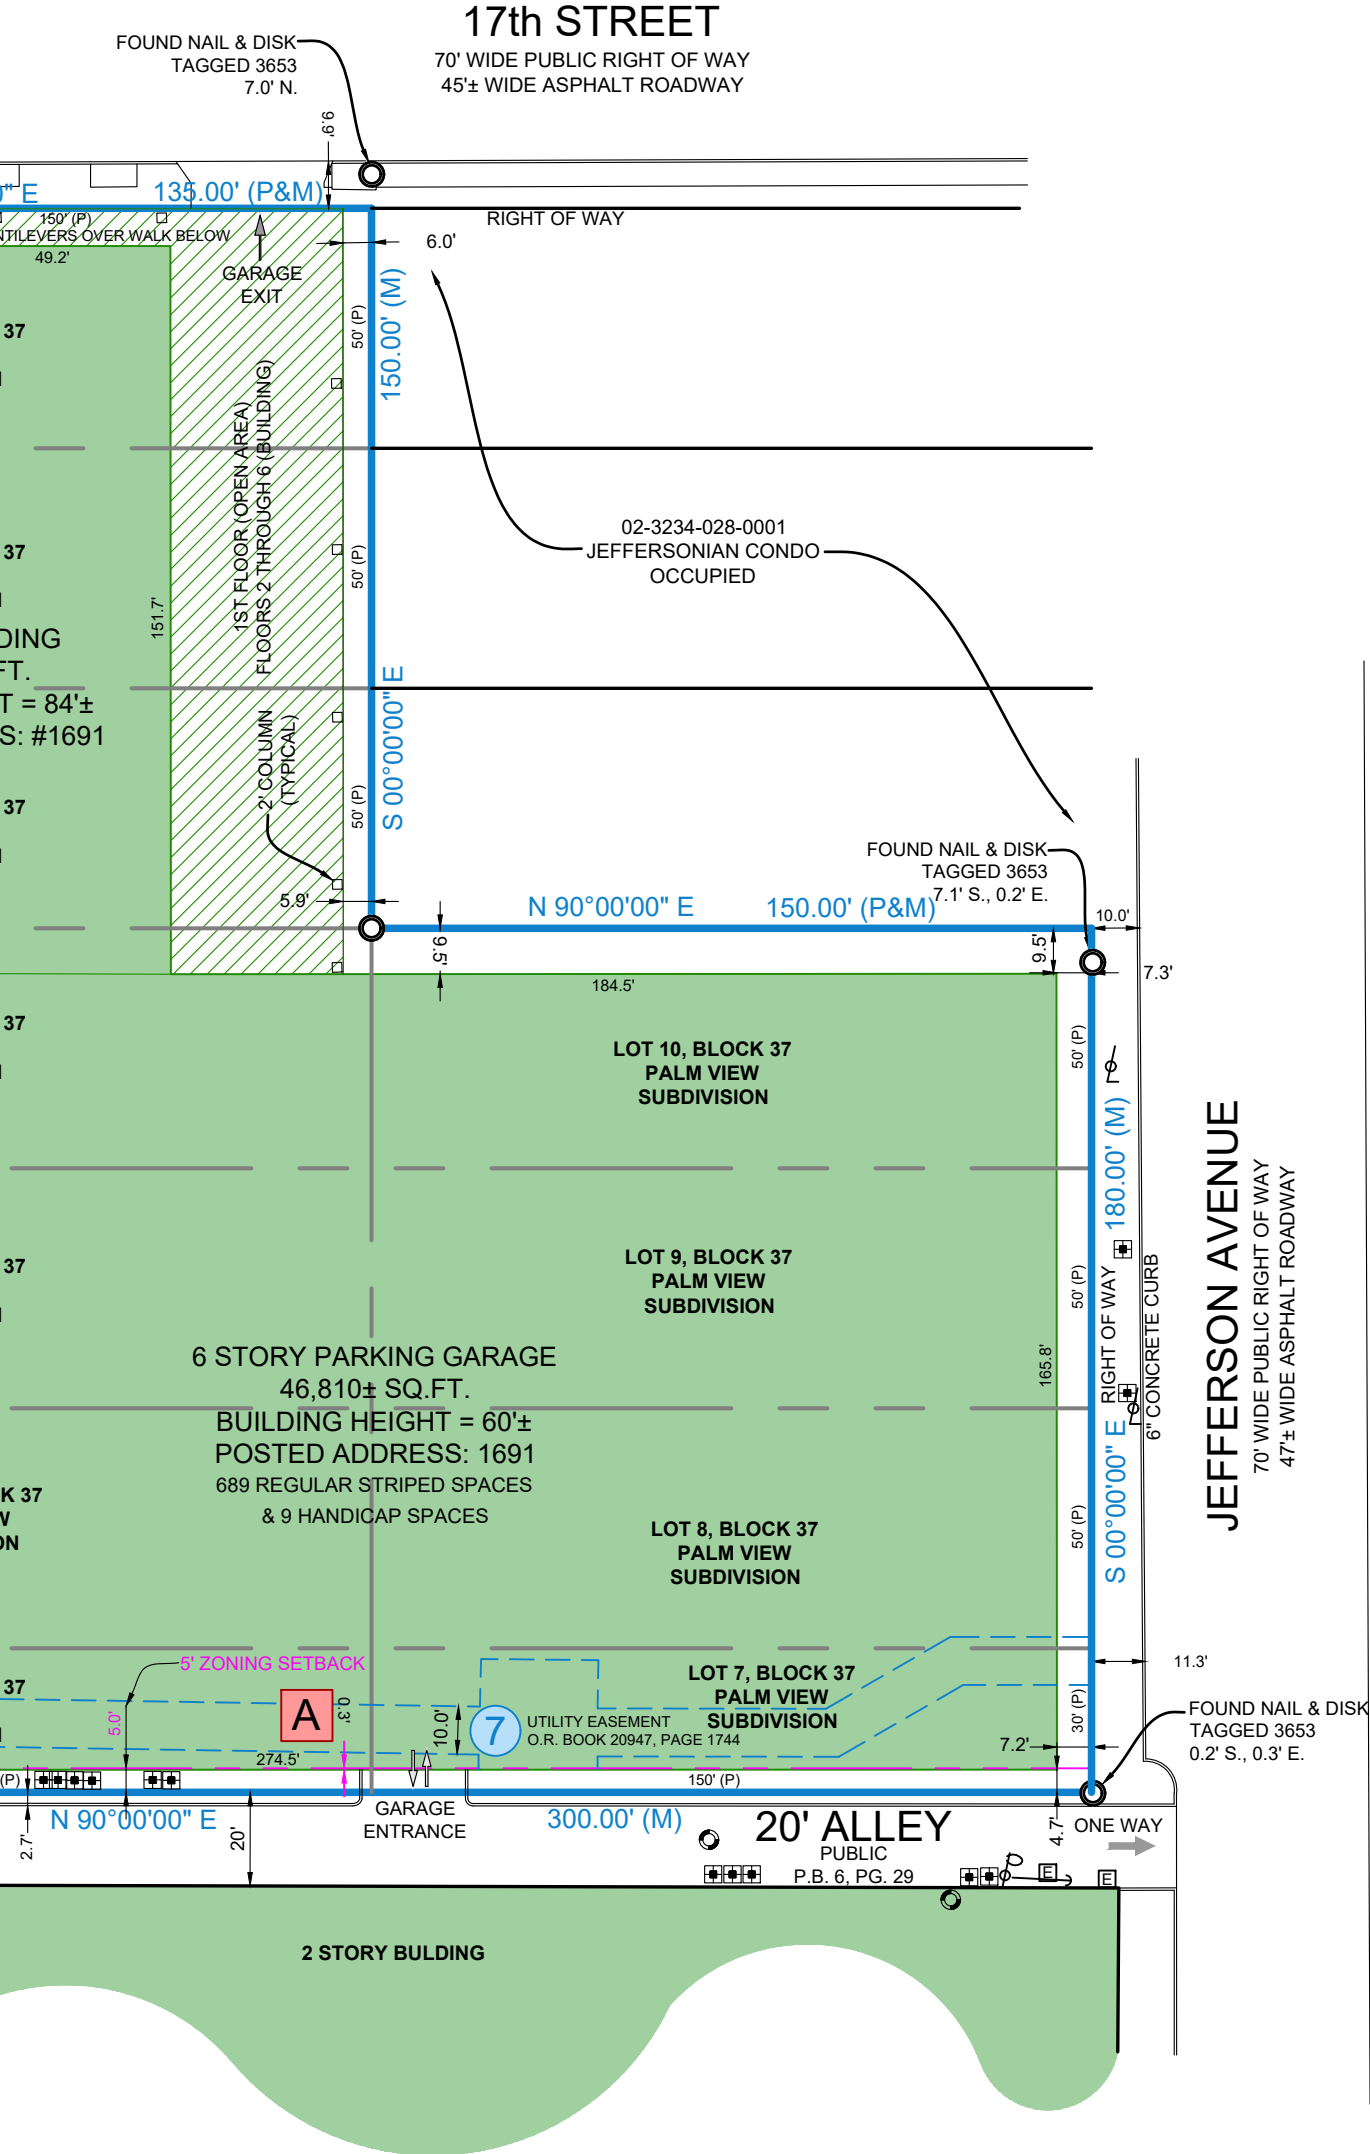 17th STREET
70' WIDE PUBLIC RIGHT OF WAY
45'± WIDE ASPHALT ROADWAY
FOUND NAIL & DISK
TAGGED 3653
7.0' N.
9.9'
" E
135.00' (P&M)
150' (P)
NTILEVERS OVER WALK BELOW
49.2'
RIGHT OF WAY
6.0'
GARAGE
EXIT
50' (P)
150.00' (M)
37
1ST FLOOR (OPEN AREA)
FLOORS 2 THROUGH 6 (BUILDING)
02-3234-028-0001
JEFFERSONIAN CONDO
OCCUPIED
37
50' (P)
151.7'
DING
FT.
T = 84'±
S: #1691
2' COLUMN
(TYPICAL)
S 00°00'00" E
50' (P)
37
FOUND NAIL & DISK
TAGGED 3653
7.1' S., 0.2' E.
5.9'
N 90°00'00" E
150.00' (P&M)
10.0'
9.5'
9.5'
7.3'
184.5'
37
LOT 10, BLOCK 37
PALM VIEW
SUBDIVISION
50' (P)
180.00' (M)
JEFFERSON AVENUE
70' WIDE PUBLIC RIGHT OF WAY
47'± WIDE ASPHALT ROADWAY
37
LOT 9, BLOCK 37
PALM VIEW
SUBDIVISION
50' (P)
RIGHT OF WAY
6" CONCRETE CURB
165.8'
6 STORY PARKING GARAGE
46,810± SQ.FT.
BUILDING HEIGHT = 60'±
POSTED ADDRESS: 1691
689 REGULAR STRIPED SPACES
& 9 HANDICAP SPACES
K 37
W
ON
LOT 8, BLOCK 37
PALM VIEW
SUBDIVISION
50' (P)
S 00°00'00" E
5' ZONING SETBACK
37
LOT 7, BLOCK 37
PALM VIEW
SUBDIVISION
11.3'
5.0'
A
0.3'
10.0'
7
UTILITY EASEMENT
O.R. BOOK 20947, PAGE 1744
30' (P)
FOUND NAIL & DISK
TAGGED 3653
0.2' S., 0.3' E.
7.2'
274.5'
(P)
150' (P)
N 90°00'00" E
2.7'
20'
GARAGE
ENTRANCE
300.00' (M)
20' ALLEY
PUBLIC
P.B. 6, PG. 29
4.7'
ONE WAY
E
E
2 STORY BULDING